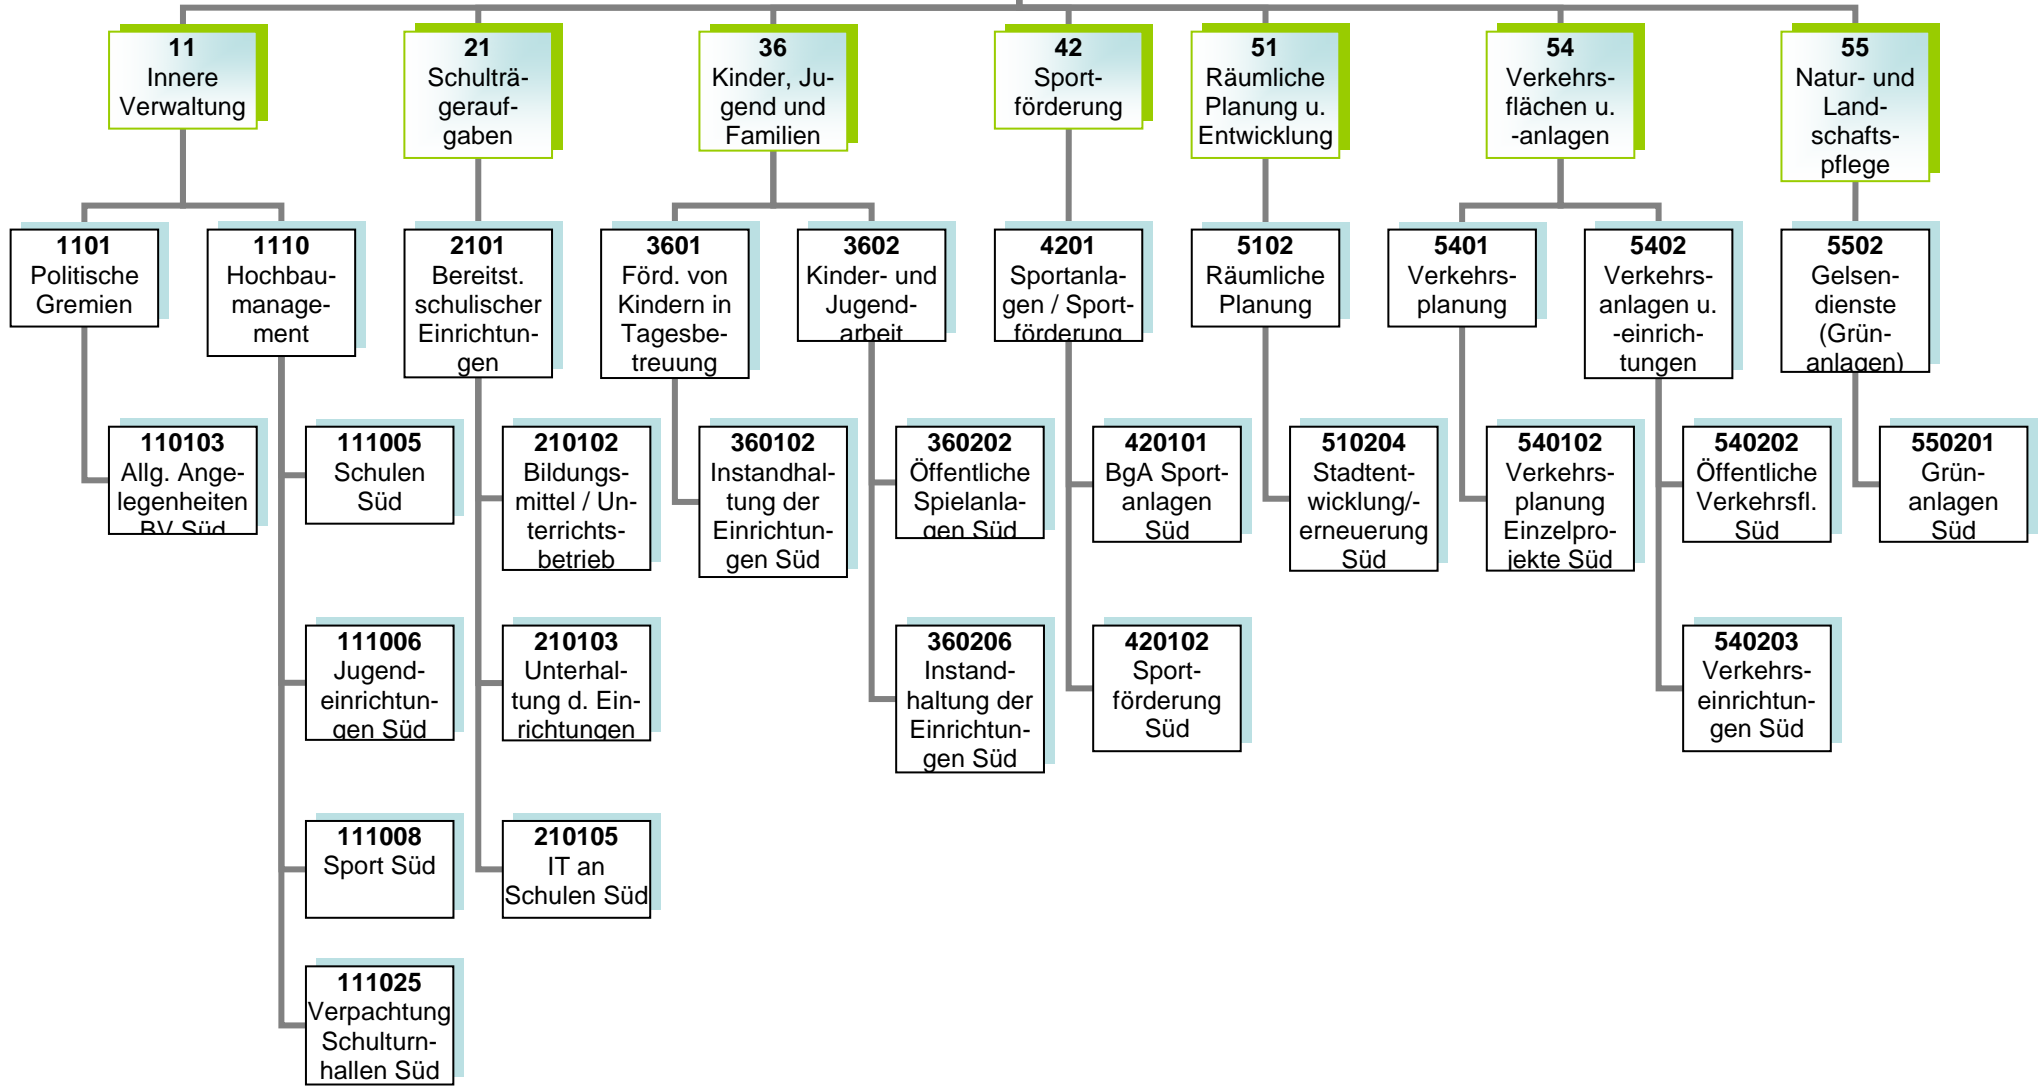 11
Innere
Verwaltung
21
Schulträ-
gerauf-
gaben
36
Kinder, Ju-
gend und
Familien
42
Sport-
förderung
51
Räumliche
Planung u.
Entwicklung
54
Verkehrs-
flächen u.
-anlagen
55
Natur- und
Land-
schafts-
pflege
1101
Politische
Gremien
1110
Hochbau-
manage-
ment
2101
Bereitst.
schulischer
Einrichtun-
gen
3601
Förd. von
Kindern in
Tagesbe-
treuung
3602
Kinder- und
Jugend-
arbeit
4201
Sportanla-
gen / Sport-
förderung
5102
Räumliche
Planung
5401
Verkehrs-
planung
5402
Verkehrs-
anlagen u.
-einrich-
tungen
5502
Gelsen-
dienste
(Grün-
anlagen)
110103
Allg. Ange-
legenheiten
BV Süd
111005
Schulen
Süd
210102
Bildungs-
mittel / Un-
terrichts-
betrieb
360102
Instandhal-
tung der
Einrichtun-
gen Süd
360202
Öffentliche
Spielanla-
gen Süd
420101
BgA Sport-
anlagen
Süd
510204
Stadtent-
wicklung/-
erneuerung
Süd
540102
Verkehrs-
planung
Einzelpro-
jekte Süd
540202
Öffentliche
Verkehrsfl.
Süd
550201
Grün-
anlagen
Süd
111006
Jugend-
einrichtun-
gen Süd
210103
Unterhal-
tung d. Ein-
richtungen
360206
Instand-
haltung der
Einrichtun-
gen Süd
420102
Sport-
förderung
Süd
540203
Verkehrs-
einrichtun-
gen Süd
111008
Sport Süd
210105
IT an
Schulen Süd
111025
Verpachtung
Schulturn-
hallen Süd